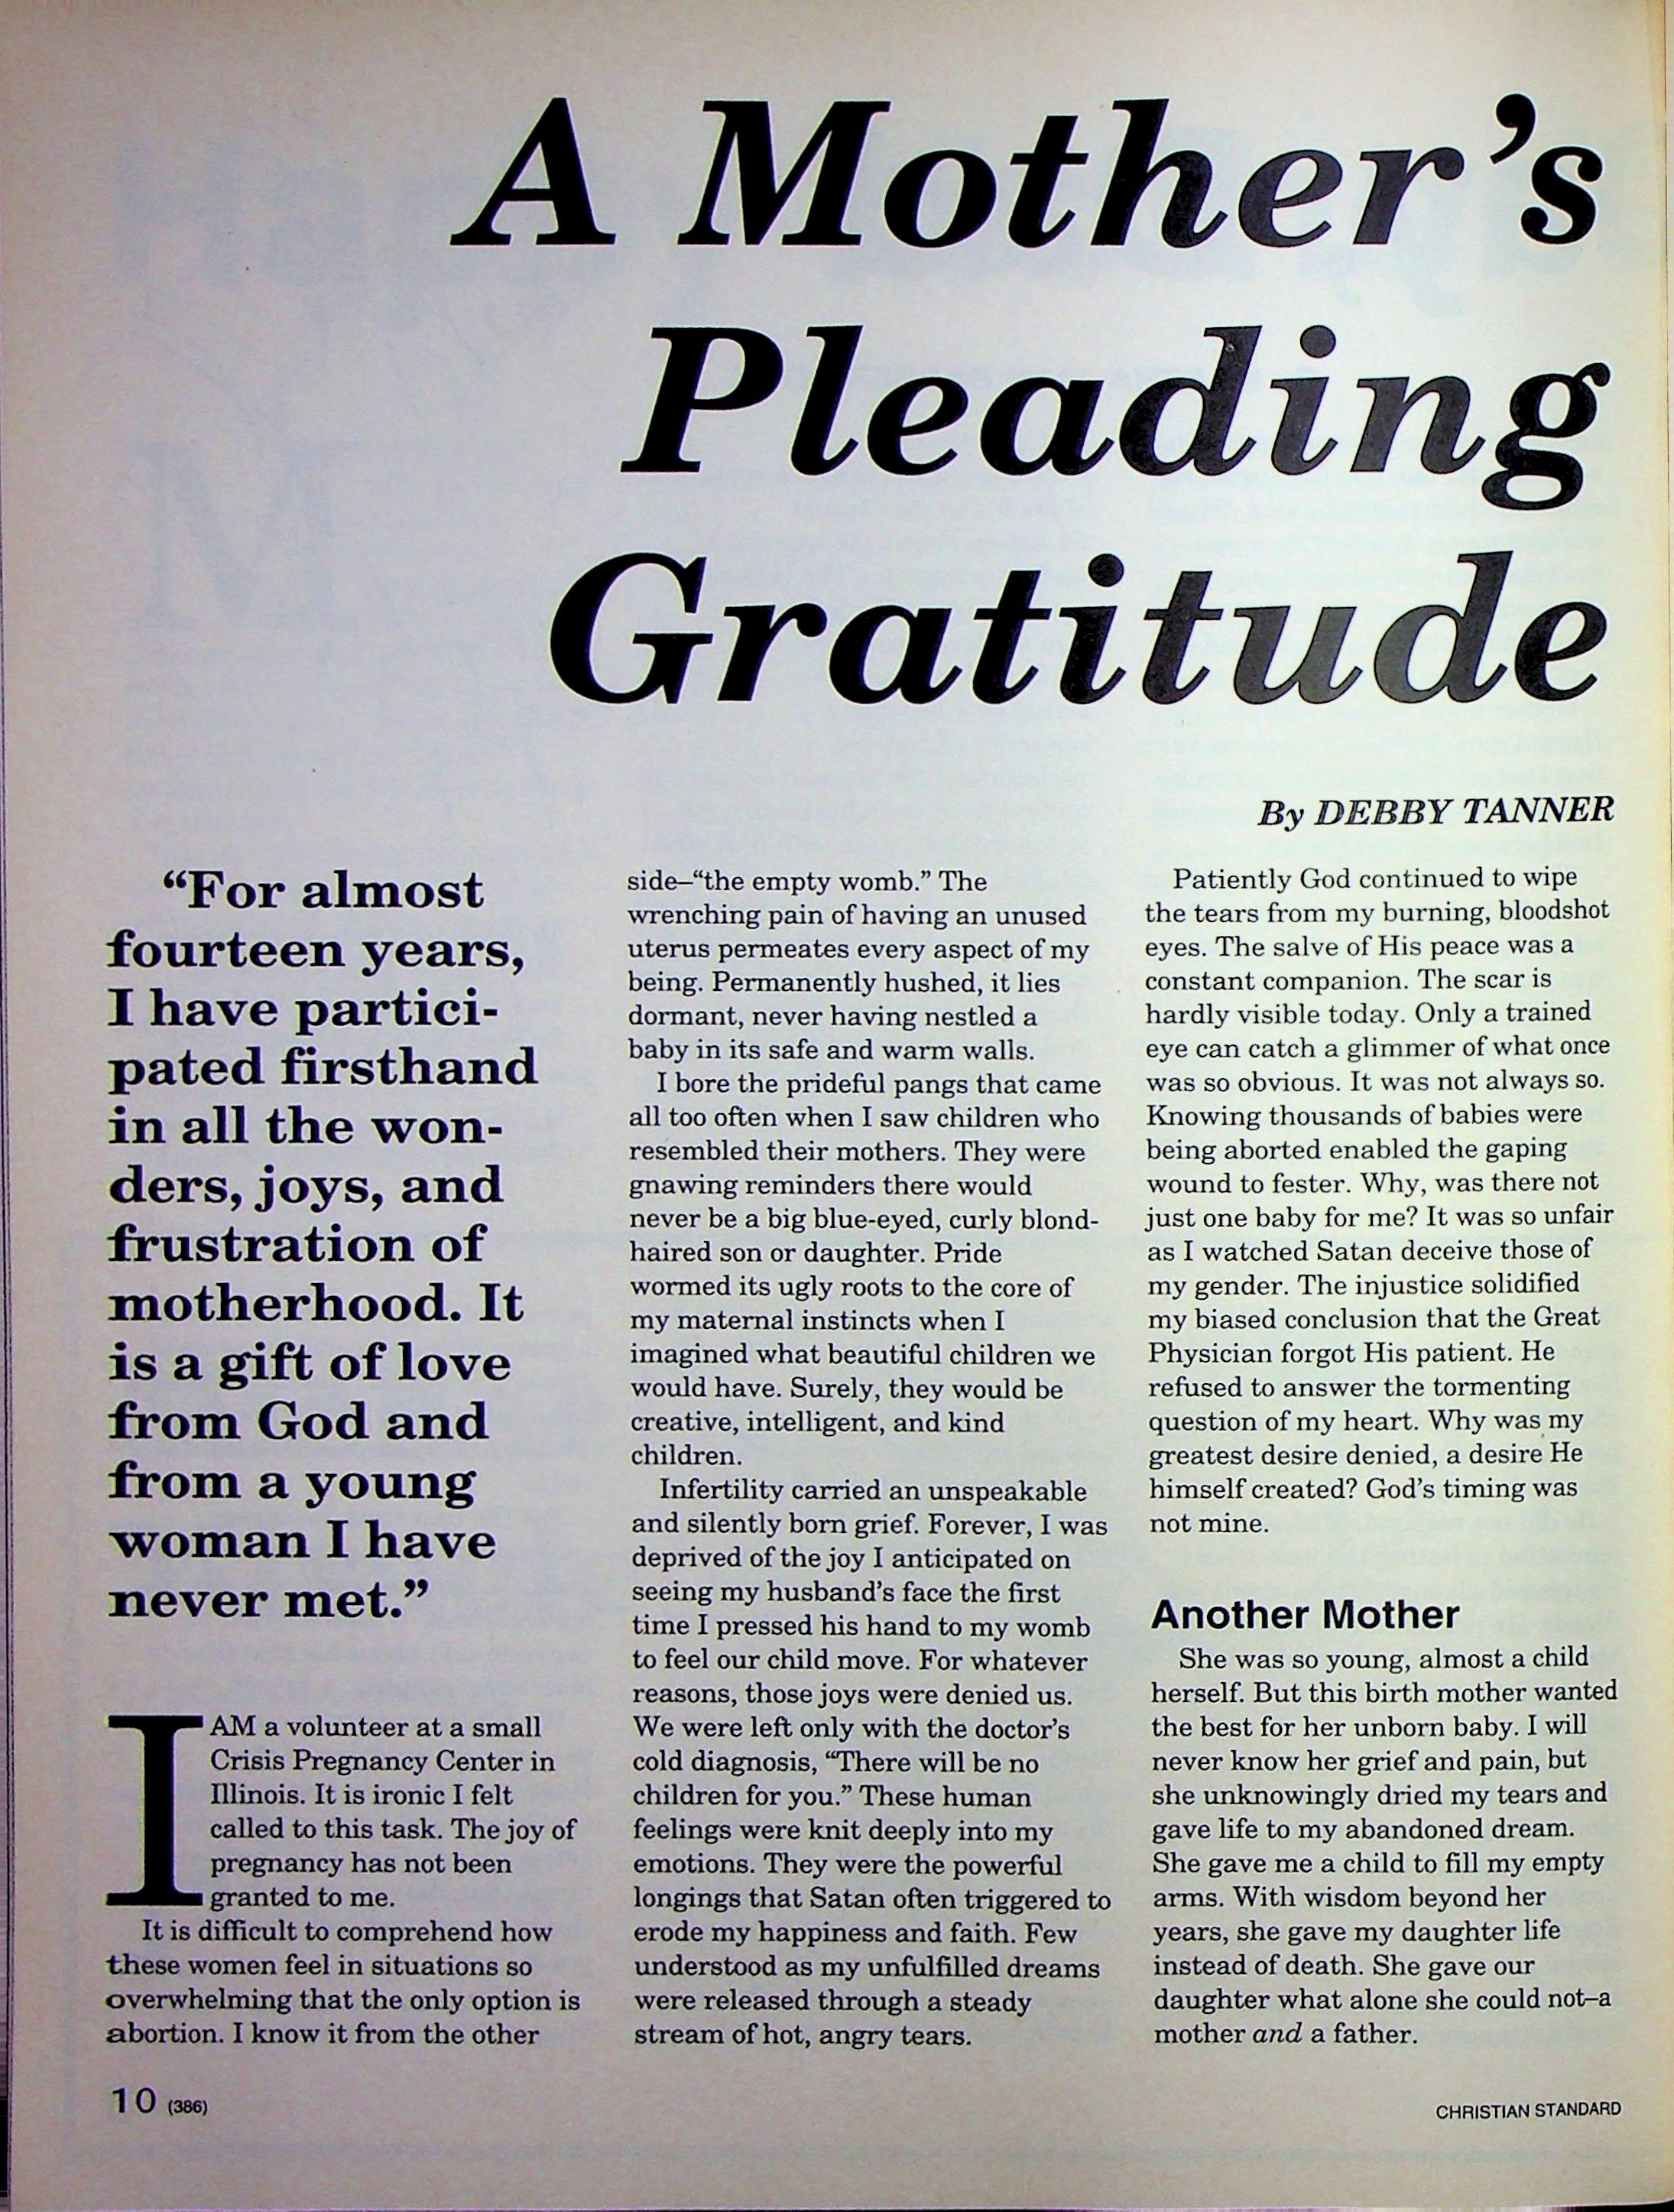 A Mother's
Pleading
Gratitude
By DEBBY TANNER
“For almost
fourteen years,
I have partici-
pated firsthand
in all the won-
ders, joys, and
frustration of
motherhood. It
is a gift of love
from God and
from a young
woman I have
never met.”
I AM a volunteer at a small
Crisis Pregnancy Center in
Illinois. It is ironic I felt
called to this task. The joy of
pregnancy has not been
granted to me.
It is difficult to comprehend how
these women feel in situations so
overwhelming that the only option is
abortion. I know it from the other
side–“the empty womb.” The
wrenching pain of having an unused
uterus permeates every aspect of my
being. Permanently hushed, it lies
dormant, never having nestled a
baby in its safe and warm walls.
I bore the prideful pangs that came
all too often when I saw children who
resembled their mothers. They were
gnawing reminders there would
never be a big blue-eyed, curly blond-
haired son or daughter. Pride
wormed its ugly roots to the core of
my maternal instincts when I
imagined what beautiful children we
would have. Surely, they would be
creative, intelligent, and kind
children.
Infertility carried an unspeakable
and silently born grief. Forever, I was
deprived of the joy I anticipated on
seeing my husband's face the first
time I pressed his hand to my womb
to feel our child move. For whatever
reasons, those joys were denied us.
We were left only with the doctor's
cold diagnosis, “There will be no
children for you.” These human
feelings were knit deeply into my
emotions. They were the powerful
longings that Satan often triggered to
erode my happiness and faith. Few
understood as my unfulfilled dreams
were released through a steady
stream of hot, angry tears.
Patiently God continued to wipe
the tears from my burning, bloodshot
eyes. The salve of His peace was a
constant companion. The scar is
hardly visible today. Only a trained
eye can catch a glimmer of what once
was so obvious. It was not always so.
Knowing thousands of babies were
being aborted enabled the gaping
wound to fester. Why, was there not
just one baby for me? It was so unfair
as I watched Satan deceive those of
my gender. The injustice solidified
my biased conclusion that the Great
Physician forgot His patient. He
refused to answer the tormenting
question of my heart. Why was my
greatest desire denied, a desire He
himself created? God's timing was
not mine.
Another Mother
She was so young, almost a child
herself. But this birth mother wanted
the best for her unborn baby. I will
never know her grief and pain, but
she unknowingly dried my tears and
gave life to my abandoned dream.
She gave me a child to fill my empty
arms. With wisdom beyond her
years, she gave my daughter life
instead of death. She gave our
daughter what alone she could not–a
mother and a father.
10 (386)
CHRISTIAN STANDARD